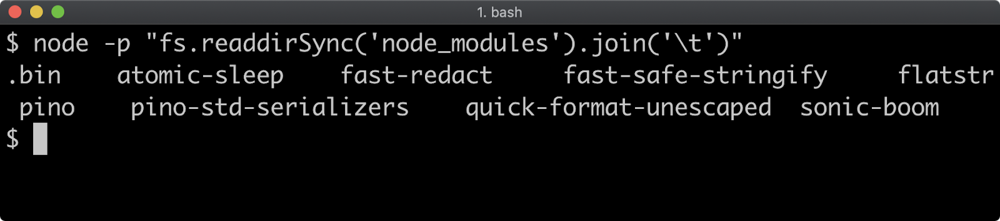 1. bash
$ node -p "fs.readdirSync('node_modules').join('\t')"
.bin    atomic-sleep    fast-redact     fast-safe-stringify     flatstr
 pino    pino-std-serializers    quick-format-unescaped  sonic-boom
$